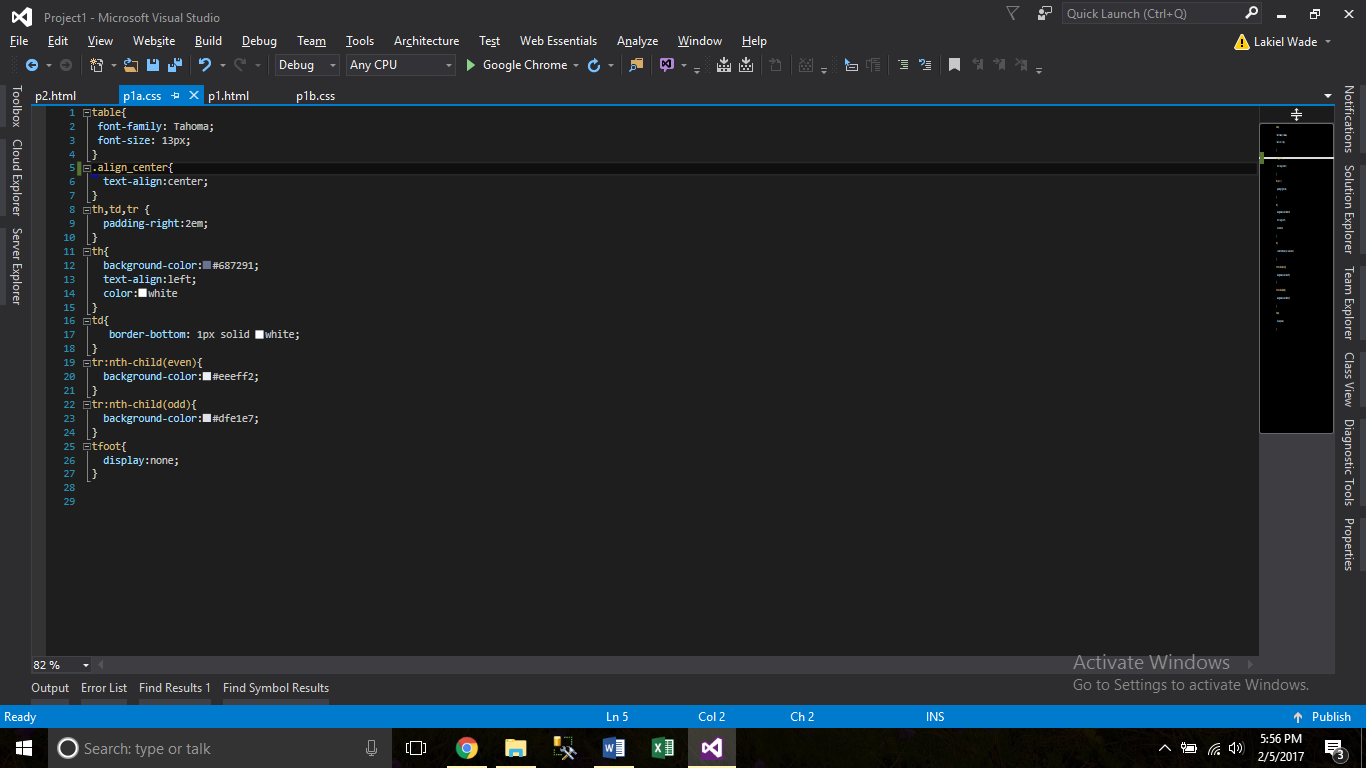 Project1 - Microsoft Visual Studio
Quick Launch (Ctrl+Q)
File Edit View Website Build Debug Team Tools Architecture Test Web Essentials Analyze Window Help
Lakiel Wade
Debug Any CPU Google Chrome
p2.html p1a.css p1.html p1b.css
Toolbox
Cloud Explorer
Server Explorer
1 table{
2 font-family: Tahoma;
3 font-size: 13px;
4 }
5 .align_center{
6 text-align:center;
7 }
8 th,td,tr {
9 padding-right:2em;
10 }
11 th{
12 background-color:#687291;
13 text-align:left;
14 color:white
15 }
16 td{
17 border-bottom: 1px solid white;
18 }
19 tr:nth-child(even){
20 background-color:#eeeff2;
21 }
22 tr:nth-child(odd){
23 background-color:#dfe1e7;
24 }
25 tfoot{
26 display:none;
27 }
28
29
Notifications
Solution Explorer
Team Explorer
Class View
Diagnostic Tools
Properties
82 %
Activate Windows
Go to Settings to activate Windows.
Output Error List Find Results 1 Find Symbol Results
Ready Ln 5 Col 2 Ch 2 INS Publish
Search: type or talk
5:56 PM
2/5/2017
3